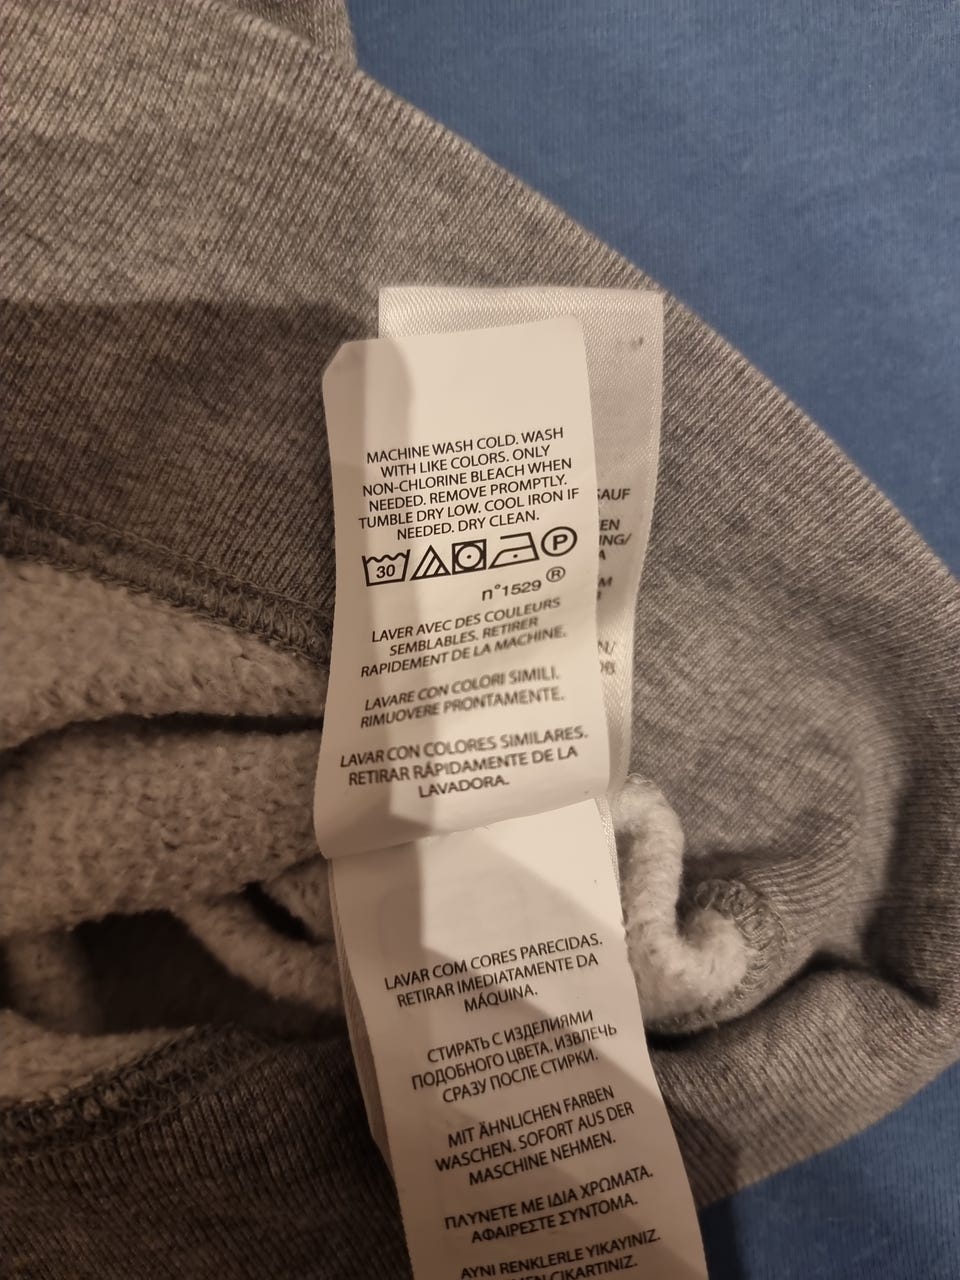 MACHINE WASH COLD. WASH
WITH LIKE COLORS. ONLY
NON-CHLORINE BLEACH WHEN
NEEDED. REMOVE PROMPTLY.
TUMBLE DRY LOW. COOL IRON IF
NEEDED. DRY CLEAN.
30 P
n°1529 ®
LAVER AVEC DES COULEURS
SEMBLABLES. RETIRER
RAPIDEMENT DE LA MACHINE.
LAVARE CON COLORI SIMILI.
RIMUOVERE PRONTAMENTE.
LAVAR CON COLORES SIMILARES.
RETIRAR RÁPIDAMENTE DE LA
LAVADORA.
LAVAR COM CORES PARECIDAS.
RETIRAR IMEDIATAMENTE DA
MÁQUINA.
СТИРАТЬ С ИЗДЕЛИЯМИ
ПОДОБНОГО ЦВЕТА. ИЗВЛЕЧЬ
СРАЗУ ПОСЛЕ СТИРКИ.
MIT ÄHNLICHEN FARBEN
WASCHEN. SOFORT AUS DER
MASCHINE NEHMEN.
ΠΛΥΝΕΤΕ ΜΕ ΙΔΙΑ ΧΡΩΜΑΤΑ.
ΑΦΑΙΡΕΣΤΕ ΣΥΝΤΟΜΑ.
AYNI RENKLERLE YIKAYINIZ.
ÇIKARTINIZ.